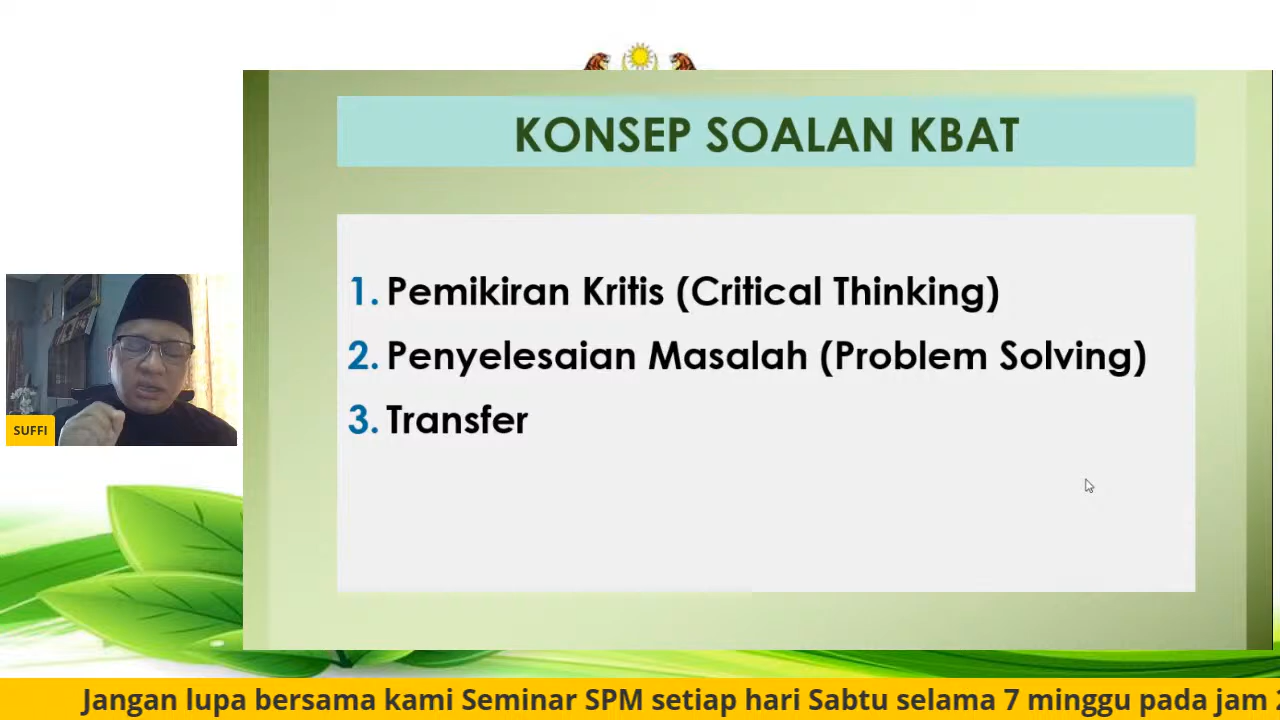 KONSEP SOALAN KBAT
1. Pemikiran Kritis (Critical Thinking)
2. Penyelesaian Masalah (Problem Solving)
3. Transfer
SUFFI
Jangan lupa bersama kami Seminar SPM setiap hari Sabtu selama 7 minggu pada jam